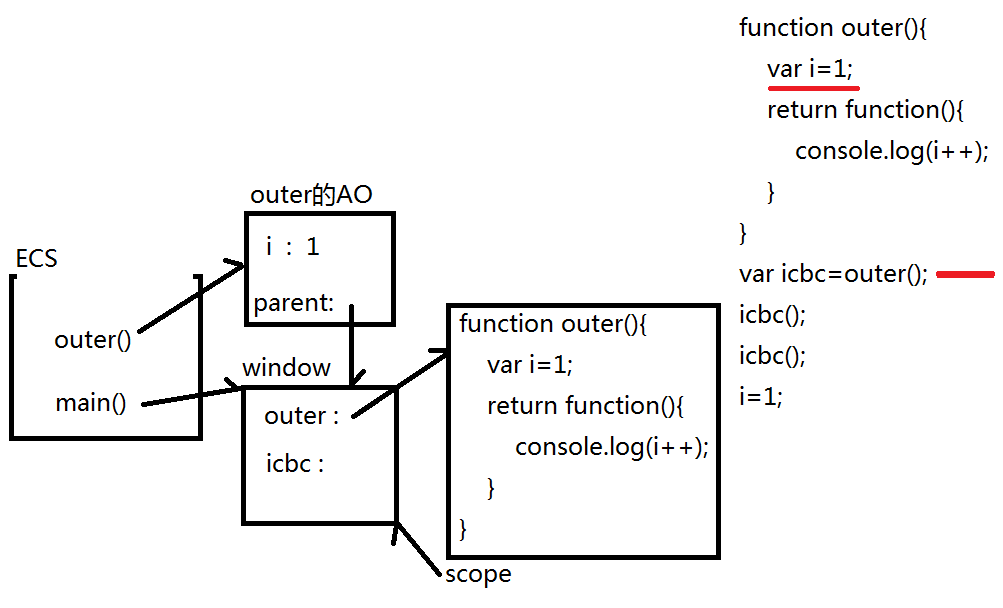 function outer(){
var i=1;
return function(){
console.log(i++);
}
}
var icbc=outer();
icbc();
icbc();
i=1;
outer的AO
i : 1
parent:
ECS
outer()
main()
window
outer :
icbc :
function outer(){
var i=1;
return function(){
console.log(i++);
}
}
scope